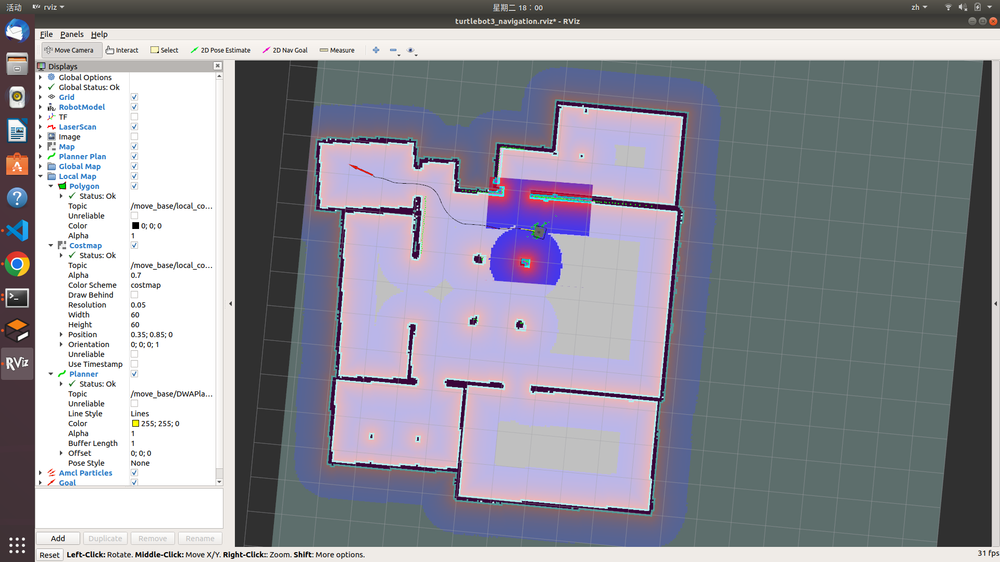 活动 rviz 星期二 18：00 zh
turtlebot3_navigation.rviz* - RViz
File Panels Help
Move Camera Interact Select 2D Pose Estimate 2D Nav Goal Measure
Displays
Global Options
Global Status: Ok
Grid
RobotModel
TF
LaserScan
Image
Map
Planner Plan
Global Map
Local Map
Polygon
Status: Ok
Topic /move_base/local_co…
Unreliable
Color 0; 0; 0
Alpha 1
Costmap
Status: Ok
Topic /move_base/local_co…
Alpha 0.7
Color Scheme costmap
Draw Behind
Resolution 0.05
Width 60
Height 60
Position 0.35; 0.85; 0
Orientation 0; 0; 0; 1
Unreliable
Use Timestamp
Planner
Status: Ok
Topic /move_base/DWAPla…
Unreliable
Line Style Lines
Color 255; 255; 0
Alpha 1
Buffer Length 1
Offset 0; 0; 0
Pose Style None
Amcl Particles
Goal
RViz
Add Duplicate Remove Rename
Reset Left-Click: Rotate. Middle-Click: Move X/Y. Right-Click:: Zoom. Shift: More options. 31 fps